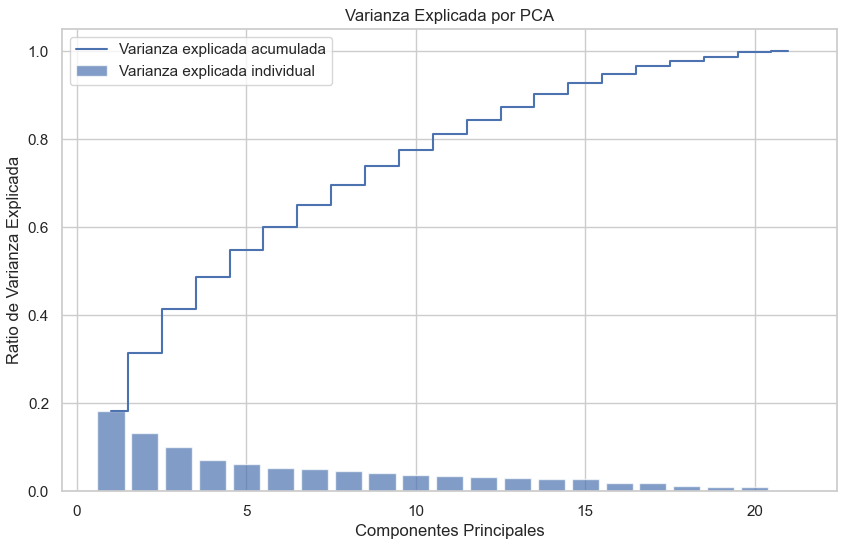 Varianza Explicada por PCA
Varianza explicada acumulada
Varianza explicada individual
Ratio de Varianza Explicada
1.0
0.8
0.6
0.4
0.2
0.0
0
5
10
15
20
Componentes Principales